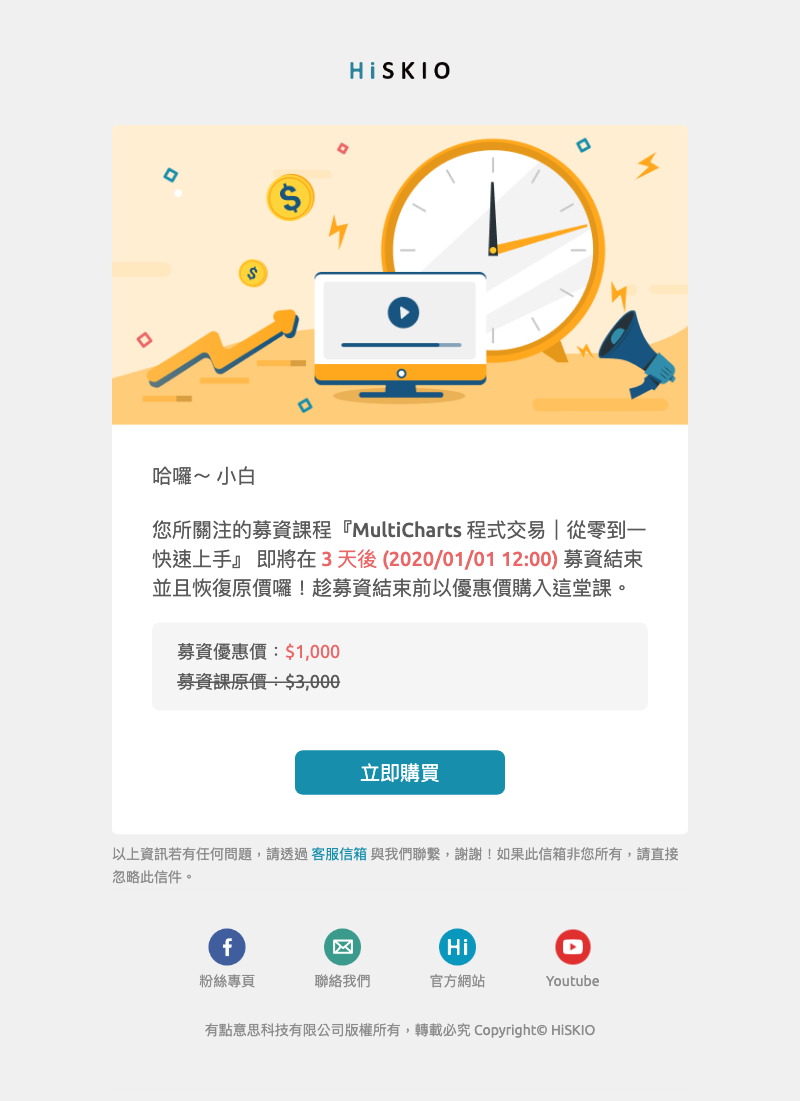 HiSKIO
$
$
哈囉～ 小白
您所關注的募資課程『MultiCharts 程式交易｜從零到一
快速上手』 即將在 3 天後 (2020/01/01 12:00) 募資結束
並且恢復原價囉！趁募資結束前以優惠價購入這堂課。
募資優惠價：$1,000
募資課原價：$3,000
立即購買
以上資訊若有任何問題，請透過 客服信箱 與我們聯繫，謝謝！如果此信箱非您所有，請直接
忽略此信件。
f Hi
粉絲專頁 聯絡我們 官方網站 Youtube
有點意思科技有限公司版權所有，轉載必究 Copyright© HiSKIO